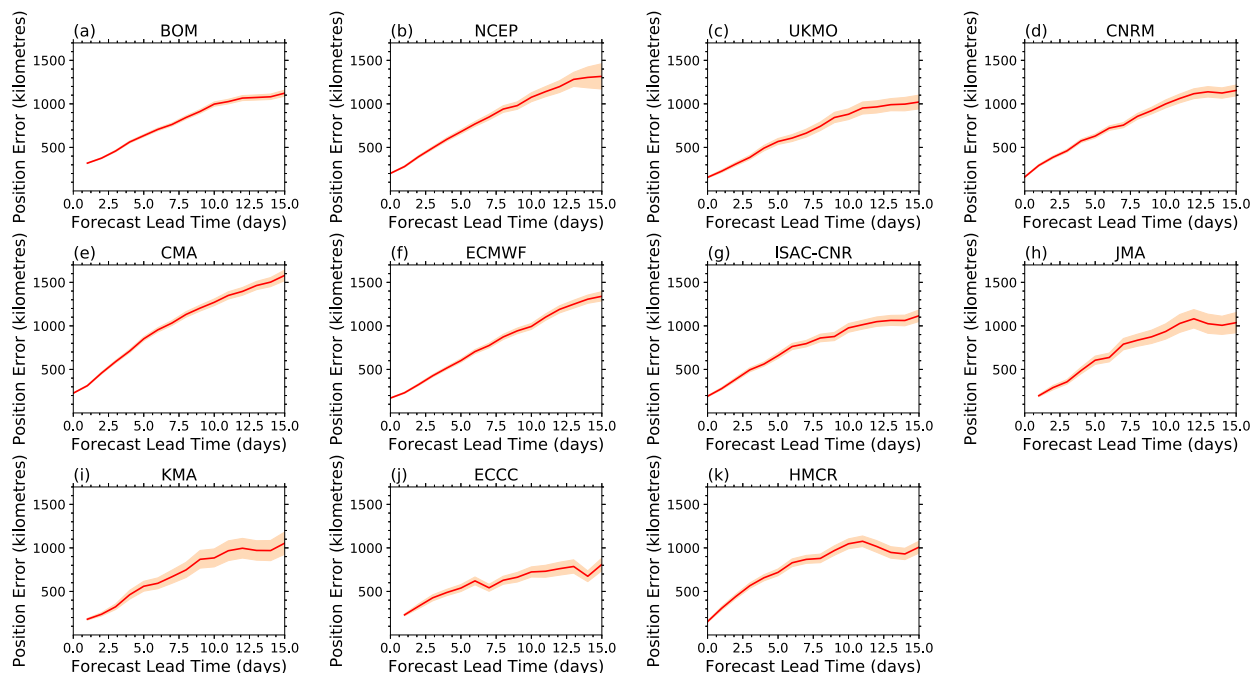 (a) BOM
Position Error (kilometres)
1500
1000
500
0.0 2.5 5.0 7.5 10.0 12.5 15.0
Forecast Lead Time (days)
(b) NCEP
Position Error (kilometres)
1500
1000
500
0.0 2.5 5.0 7.5 10.0 12.5 15.0
Forecast Lead Time (days)
(c) UKMO
Position Error (kilometres)
1500
1000
500
0.0 2.5 5.0 7.5 10.0 12.5 15.0
Forecast Lead Time (days)
(d) CNRM
Position Error (kilometres)
1500
1000
500
0.0 2.5 5.0 7.5 10.0 12.5 15.0
Forecast Lead Time (days)
(e) CMA
Position Error (kilometres)
1500
1000
500
0.0 2.5 5.0 7.5 10.0 12.5 15.0
Forecast Lead Time (days)
(f) ECMWF
Position Error (kilometres)
1500
1000
500
0.0 2.5 5.0 7.5 10.0 12.5 15.0
Forecast Lead Time (days)
(g) ISAC-CNR
Position Error (kilometres)
1500
1000
500
0.0 2.5 5.0 7.5 10.0 12.5 15.0
Forecast Lead Time (days)
(h) JMA
Position Error (kilometres)
1500
1000
500
0.0 2.5 5.0 7.5 10.0 12.5 15.0
Forecast Lead Time (days)
(i) KMA
Position Error (kilometres)
1500
1000
500
0.0 2.5 5.0 7.5 10.0 12.5 15.0
Forecast Lead Time (days)
(j) ECCC
Position Error (kilometres)
1500
1000
500
0.0 2.5 5.0 7.5 10.0 12.5 15.0
Forecast Lead Time (days)
(k) HMCR
Position Error (kilometres)
1500
1000
500
0.0 2.5 5.0 7.5 10.0 12.5 15.0
Forecast Lead Time (days)